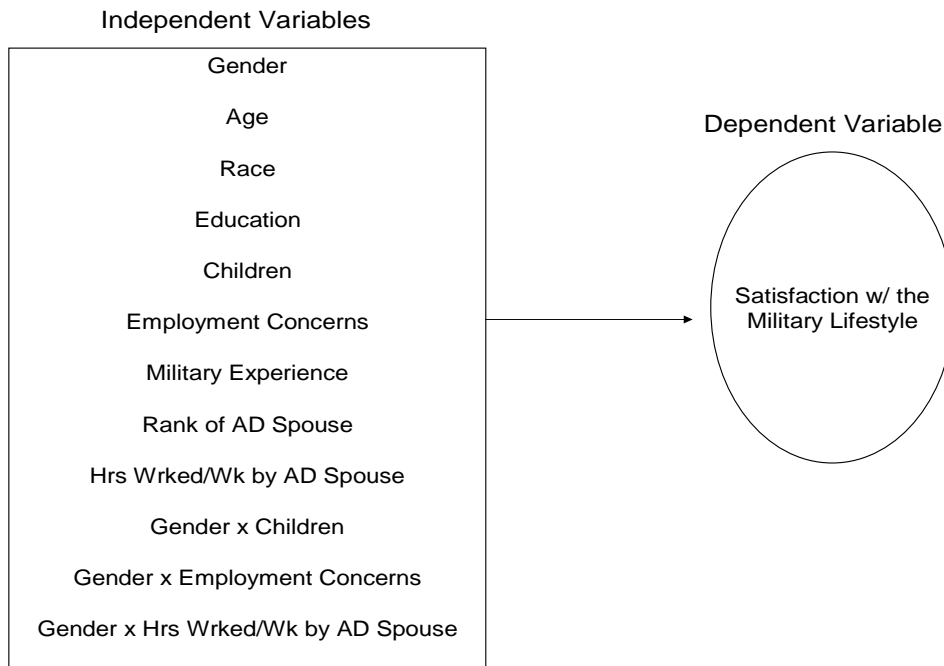 Independent Variables
Gender
Age
Race
Education
Children
Employment Concerns
Military Experience
Rank of AD Spouse
Hrs Wrked/Wk by AD Spouse
Gender x Children
Gender x Employment Concerns
Gender x Hrs Wrked/Wk by AD Spouse
Dependent Variable
Satisfaction w/ the
Military Lifestyle